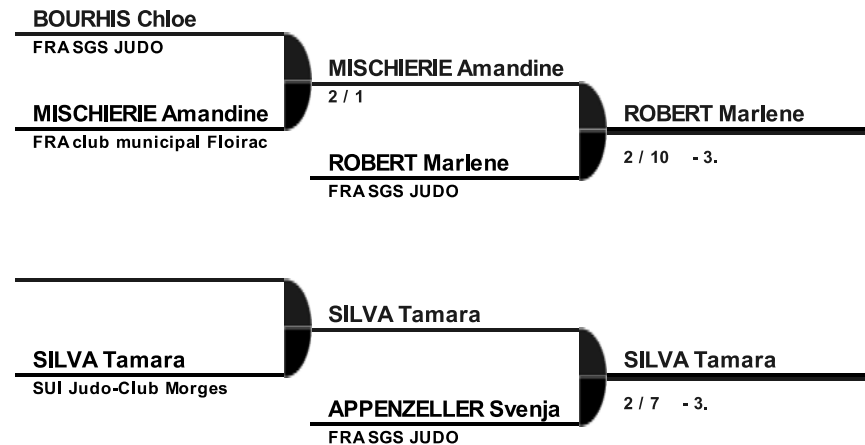 BOURHIS Chloe
FRA SGS JUDO
MISCHIERIE Amandine
2 / 1
MISCHIERIE Amandine
FRA club municipal Floirac
ROBERT Marlene
2 / 10 - 3.
ROBERT Marlene
FRA SGS JUDO
SILVA Tamara
SILVA Tamara
SUI Judo-Club Morges
SILVA Tamara
2 / 7 - 3.
APPENZELLER Svenja
FRA SGS JUDO